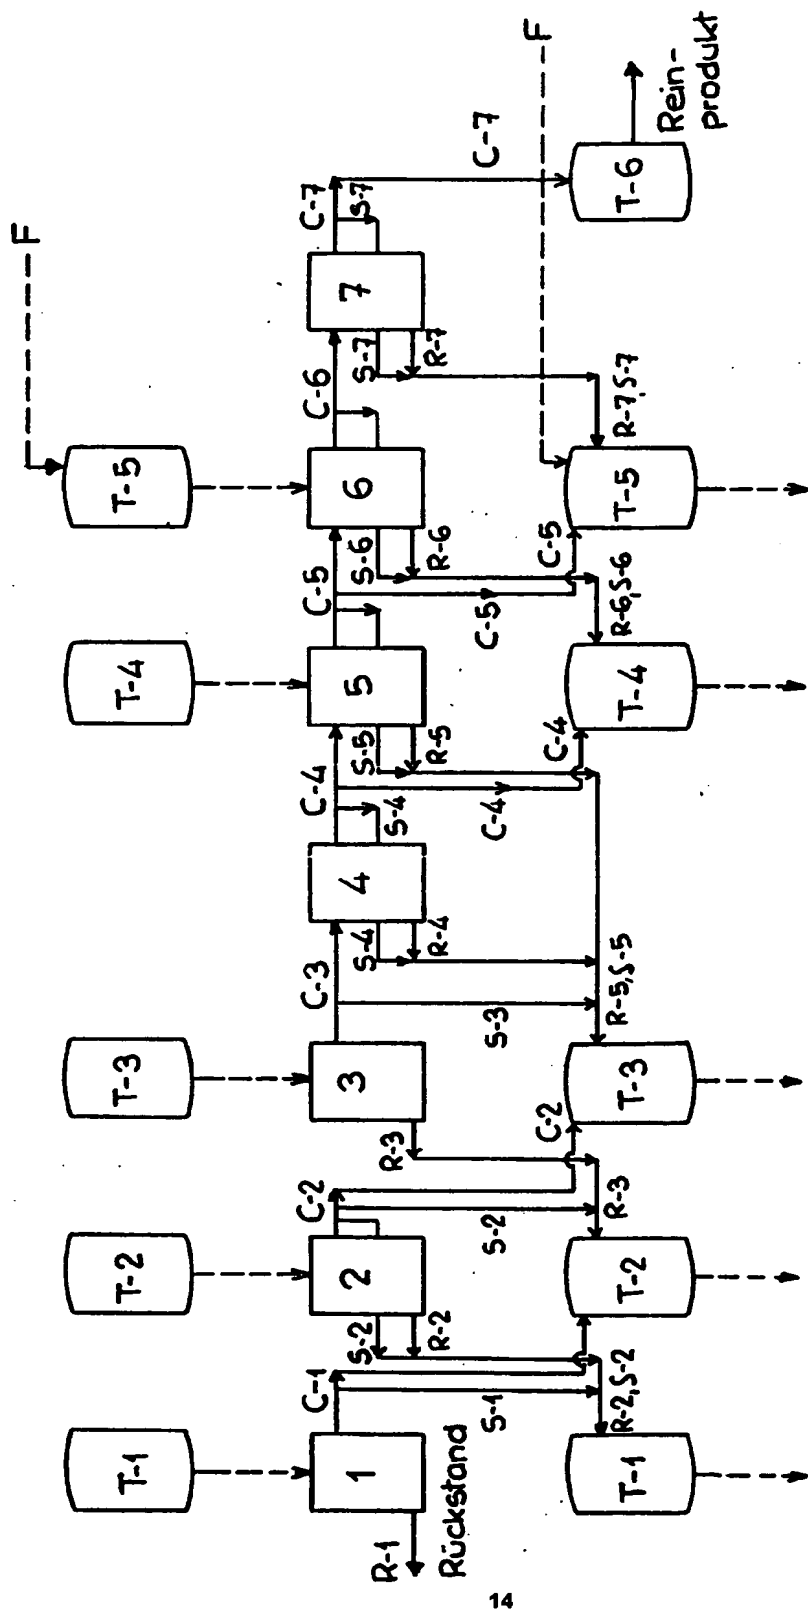 F
T-1
T-2
T-3
T-4
T-5
1
2
3
4
5
6
7
C-1
C-2
C-3
C-4
C-5
C-6
C-7
S-7
R-1
Rückstand
S-2
R-2
R-3
S-4
R-4
S-4
S-5
R-5
S-6
R-6
S-7
R-7
S-1
S-2
S-3
C-4
C-5
C-7
F
R-2,S-2
R-3
C-2
R-5,S-5
C-4
R-6,S-6
C-5
R-7,S-7
T-1
T-2
T-3
T-4
T-5
T-6
Rein-
produkt
14